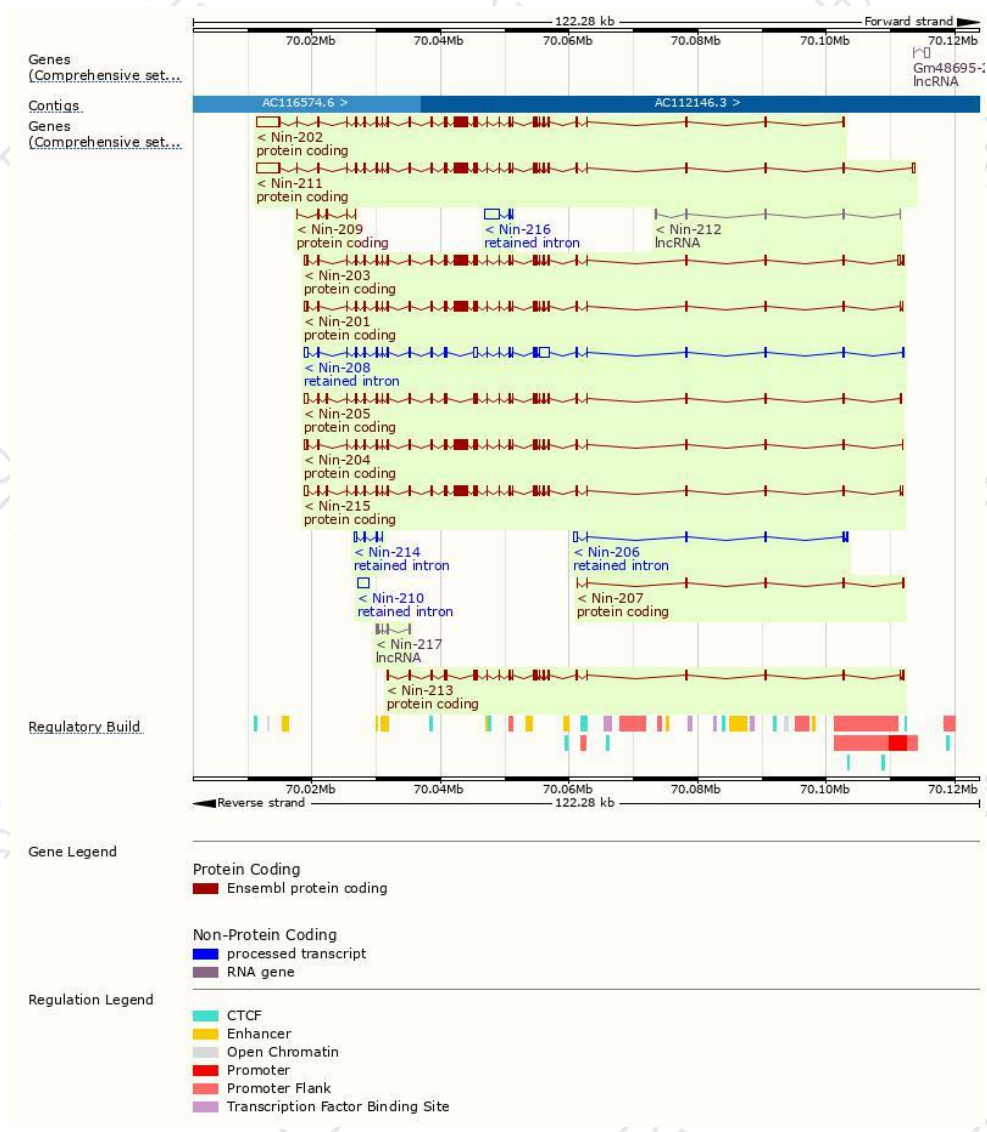 122.28 kb
Forward strand
70.02Mb 70.04Mb 70.06Mb 70.08Mb 70.10Mb 70.12Mb
Genes
(Comprehensive set...
Gm48695-2
lncRNA
Contigs
AC116574.6 >
AC112146.3 >
Genes
(Comprehensive set...
< Nin-202
protein coding
< Nin-211
protein coding
< Nin-209
protein coding
< Nin-216
retained intron
< Nin-212
lncRNA
< Nin-203
protein coding
< Nin-201
protein coding
< Nin-208
retained intron
< Nin-205
protein coding
< Nin-204
protein coding
< Nin-215
protein coding
< Nin-214
retained intron
< Nin-206
retained intron
< Nin-210
retained intron
< Nin-207
protein coding
< Nin-217
lncRNA
< Nin-213
protein coding
Regulatory Build
70.02Mb 70.04Mb 70.06Mb 70.08Mb 70.10Mb 70.12Mb
Reverse strand
122.28 kb
Gene Legend
Protein Coding
Ensembl protein coding
Non-Protein Coding
processed transcript
RNA gene
Regulation Legend
CTCF
Enhancer
Open Chromatin
Promoter
Promoter Flank
Transcription Factor Binding Site